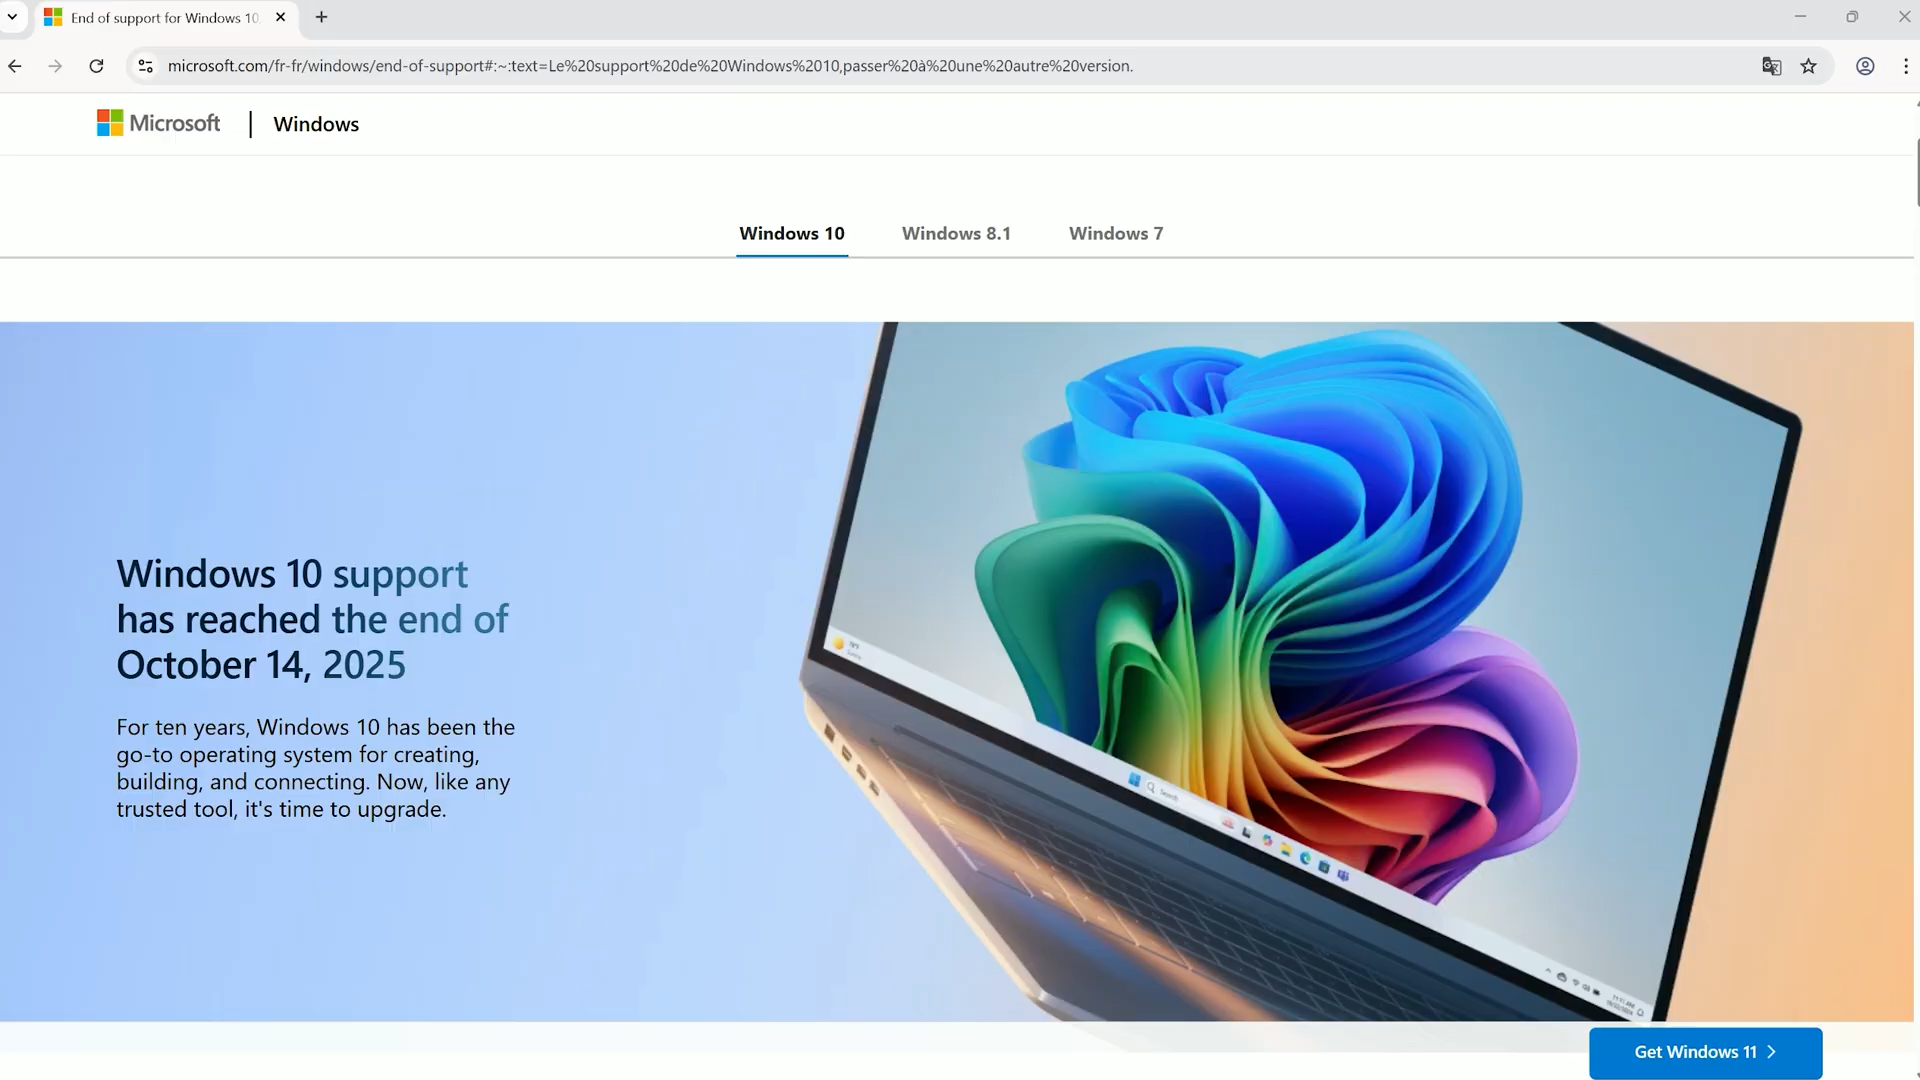 End of support for Windows 10,
microsoft.com/fr-fr/windows/end-of-support#:~:text=Le%20support%20de%20Windows%2010,passer%20à%20une%20autre%20version.
Microsoft
Windows
Windows 10
Windows 8.1
Windows 7
Windows 10 support
has reached the end of
October 14, 2025
For ten years, Windows 10 has been the
go-to operating system for creating,
building, and connecting. Now, like any
trusted tool, it's time to upgrade.
Search
Get Windows 11